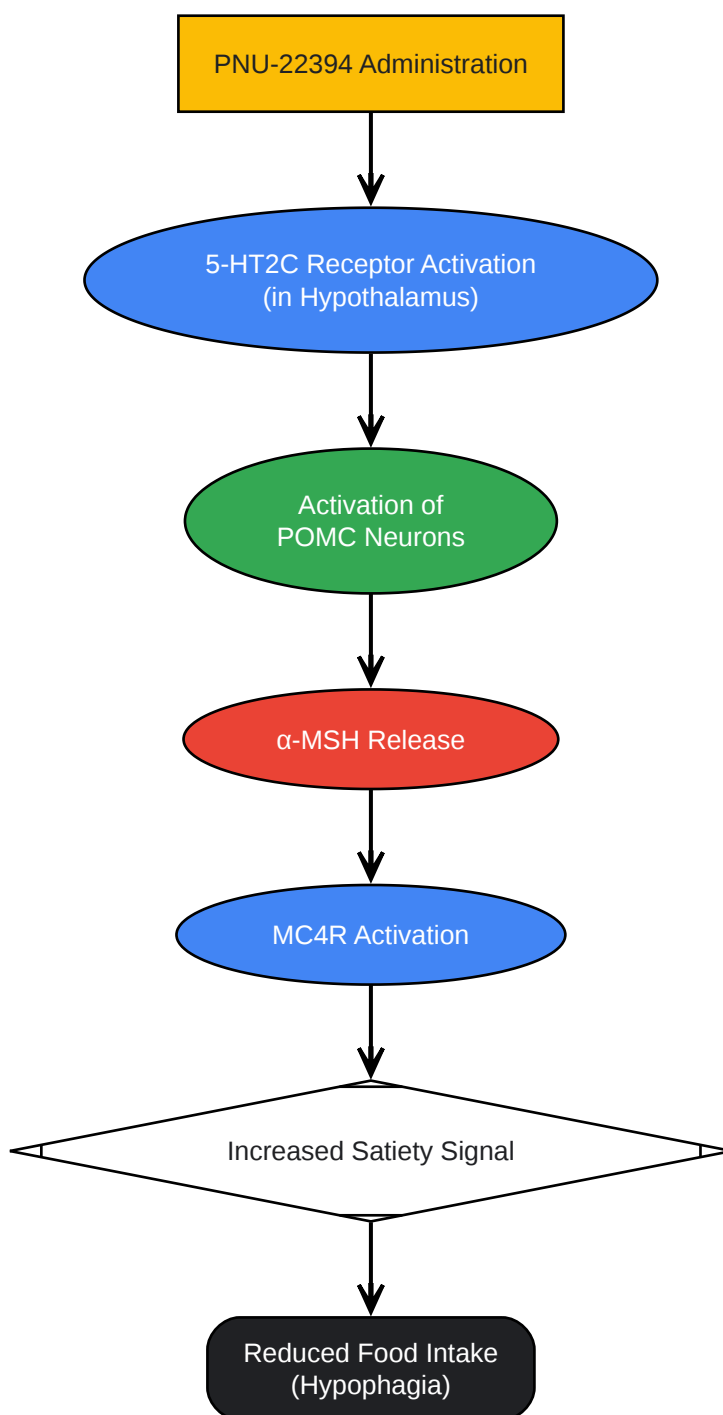 PNU-22394 Administration
5-HT2C Receptor Activation
(in Hypothalamus)
Activation of
POMC Neurons
α-MSH Release
MC4R Activation
Increased Satiety Signal
Reduced Food Intake
(Hypophagia)